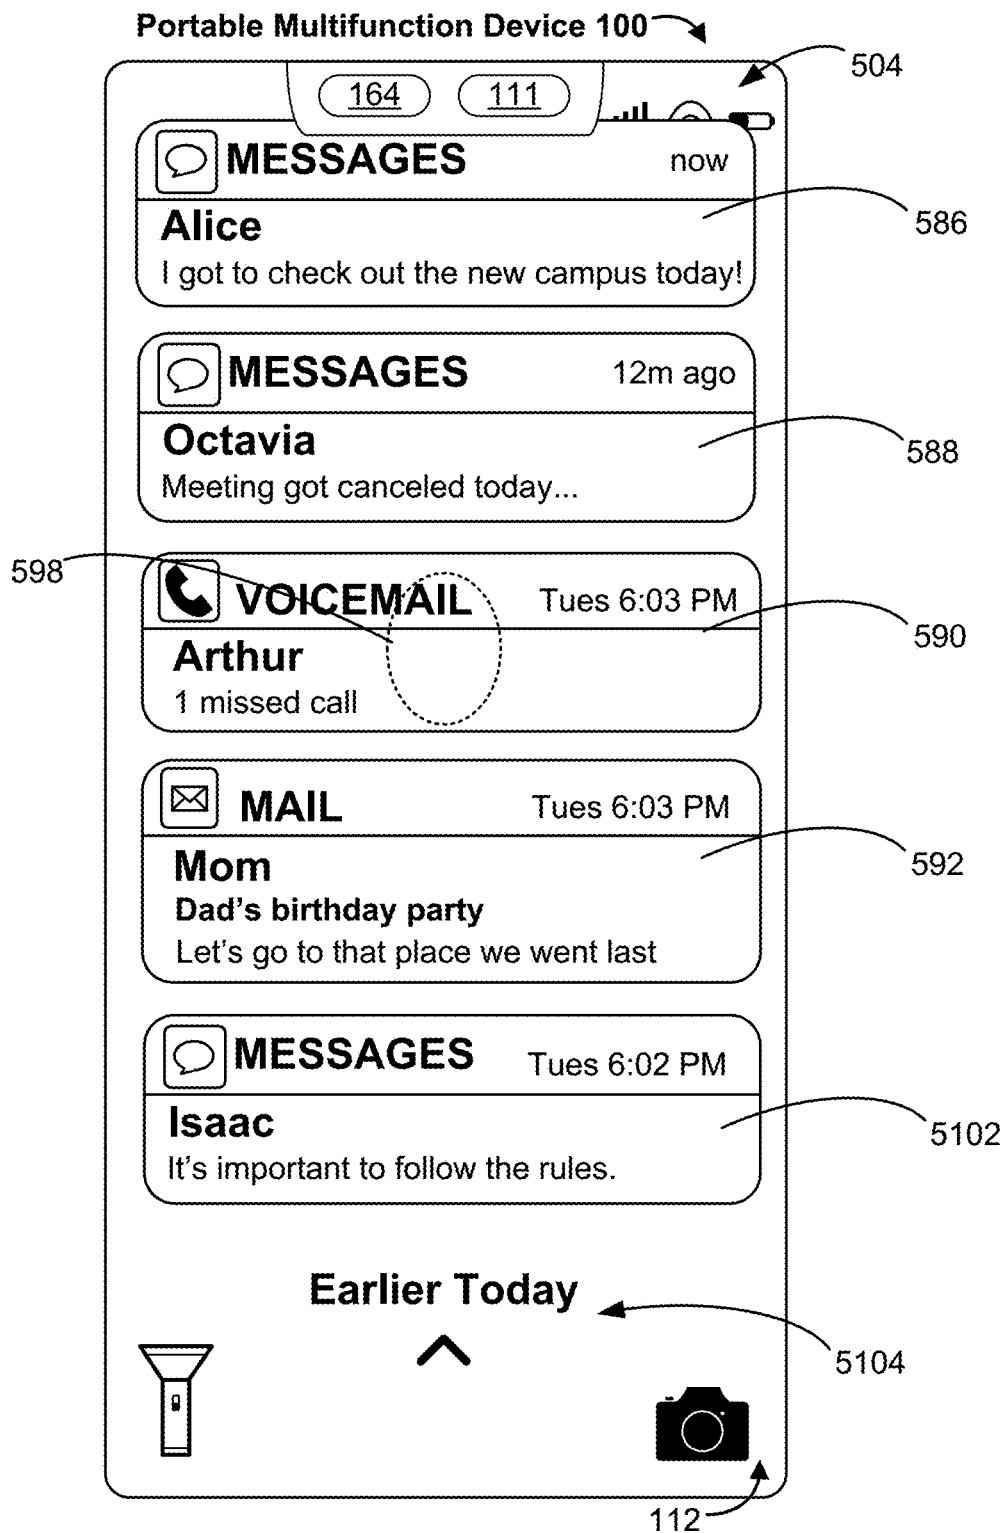 Portable Multifunction Device 100
504
164 111
MESSAGES now
586
Alice
I got to check out the new campus today!
MESSAGES 12m ago
Octavia
588
Meeting got canceled today...
598
VOICEMAIL Tues 6:03 PM
590
Arthur
1 missed call
MAIL Tues 6:03 PM
Mom
592
Dad's birthday party
Let's go to that place we went last
MESSAGES Tues 6:02 PM
Isaac
5102
It's important to follow the rules.
Earlier Today
5104
112